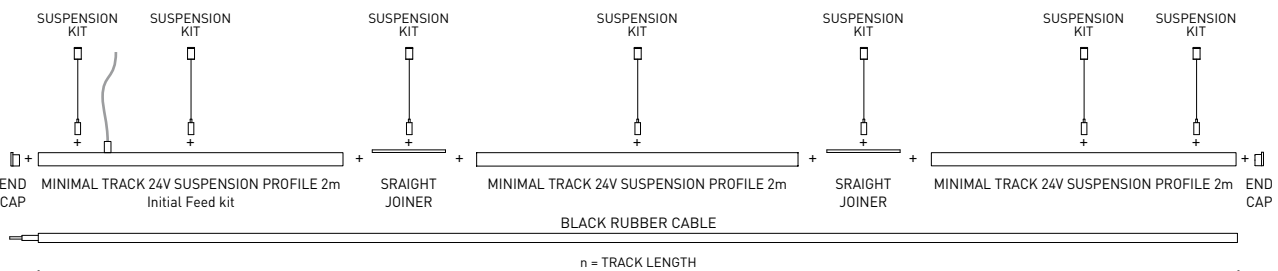 SUSPENSION
KIT
SUSPENSION
KIT
SUSPENSION
KIT
SUSPENSION
KIT
SUSPENSION
KIT
SUSPENSION
KIT
SUSPENSION
KIT
+ + + + + + +
+ + + + + +
END
CAP
MINIMAL TRACK 24V SUSPENSION PROFILE 2m
Initial Feed kit
SRAIGHT
JOINER
MINIMAL TRACK 24V SUSPENSION PROFILE 2m
SRAIGHT
JOINER
MINIMAL TRACK 24V SUSPENSION PROFILE 2m
END
CAP
BLACK RUBBER CABLE
n = TRACK LENGTH